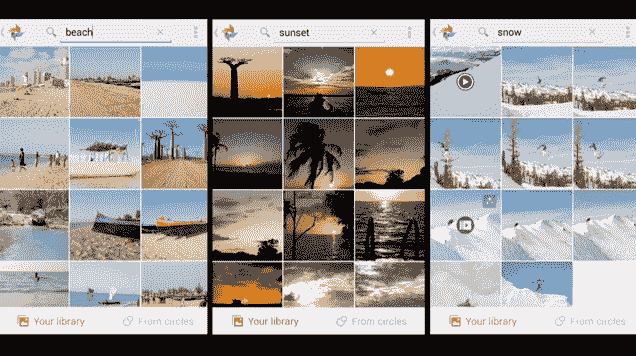 beach
sunset
snow
Your library
From circles
Your library
From circles
Your library
From circles